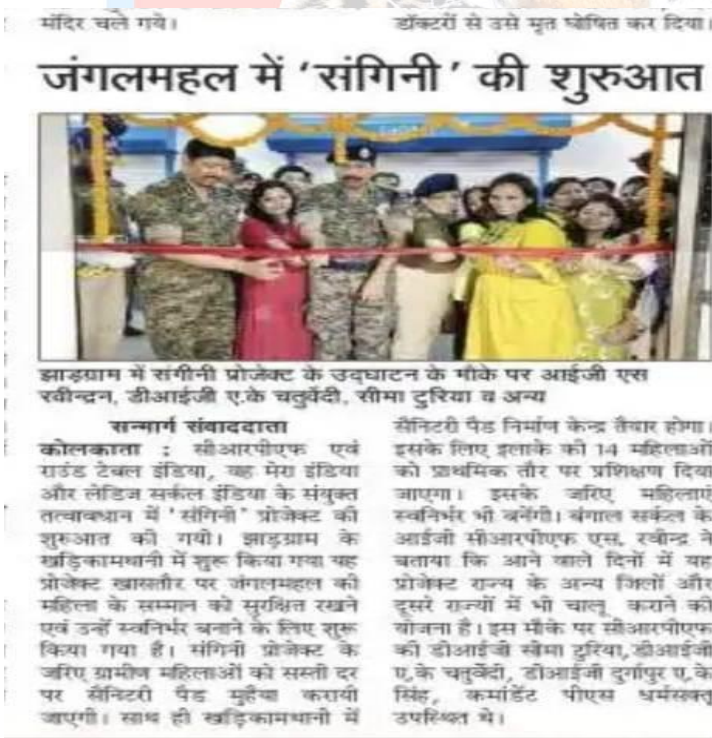 मंदिर चले गये।
डॉक्टरों से उसे मृत घोषित कर दिया।
जंगलमहल में 'संगिनी' की शुरुआत
झाड़ग्राम में संगीनी प्रोजेक्ट के उद्घाटन के मौके पर आईजी एस
रवीन्द्रन, डीआईजी ए.के चतुर्वेदी, सीमा टुरिया व अन्य
सन्मार्ग संवाददाता
कोलकाता : सीआरपीएफ एवं
राउंड टेबल इंडिया, वह मेरा इंडिया
और लेडिज सर्कल इंडिया के संयुक्त
तत्वावधान में 'संगिनी' प्रोजेक्ट की
शुरुआत की गयी। झाड़ग्राम के
खड़िकामथानी में शुरू किया गया यह
प्रोजेक्ट खासतौर पर जंगलमहल की
महिला के सम्मान को सुरक्षित रखने
एवं उन्हें स्वनिर्भर बनाने के लिए शुरू
किया गया है। संगिनी प्रोजेक्ट के
जरिए ग्रामीण महिलाओं को सस्ती दर
पर सैनिटरी पैड मुहैया करायी
जाएगी। साथ ही खड़िकामथानी में
सैनिटरी पैड निर्माण केन्द्र तैयार होगा।
इसके लिए इलाके की 14 महिलाओं
को प्राथमिक तौर पर प्रशिक्षण दिया
जाएगा। इसके जरिए महिलाएं
स्वनिर्भर भी बनेंगी। बंगाल सर्कल के
आईजी सीआरपीएफ एस. रवीन्द्र ने
बताया कि आने वाले दिनों में यह
प्रोजेक्ट राज्य के अन्य जिलों और
दूसरे राज्यों में भी चालू कराने की
योजना है। इस मौके पर सीआरपीएफ
की डीआईजी सीमा टुरिया, डीआईजी
ए.के चतुर्वेदी, डीआईजी दुर्गापुर ए.के
सिंह, कमांडेंट पीएस धर्मसक्तु
उपस्थित थे।